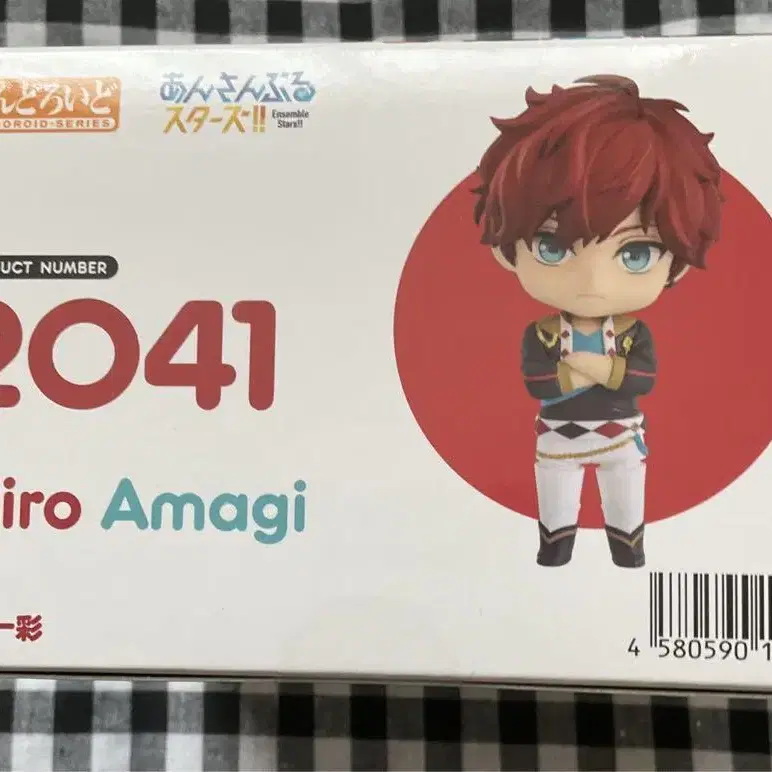 んどろいど
OROID-SERIES
あんさんぶる
スターズ!!
Ensemble
Stars!!
UCT NUMBER
2041
iro Amagi
一彩
4 580590 1